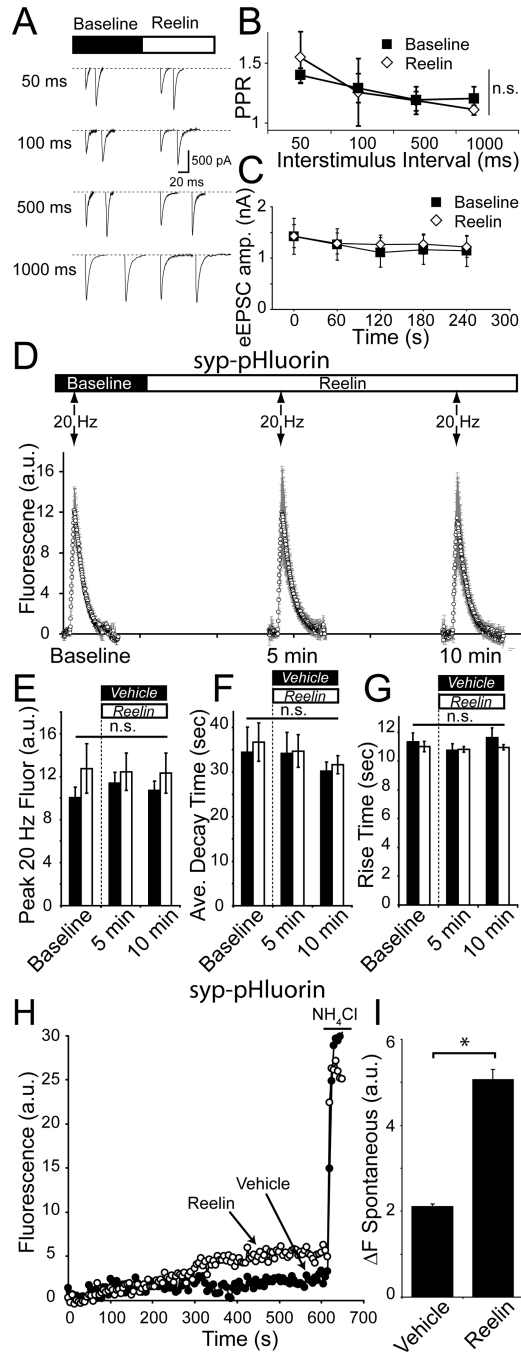 A
Baseline Reelin
50 ms
100 ms
500 pA
20 ms
500 ms
1000 ms
B
Baseline
Reelin
PPR
1.5
1
n.s.
50 100 500 1000
Interstimulus Interval (ms)
C
Baseline
Reelin
eEPSC amp. (nA)
2
1
0
0 60 120 180 240 300
Time (s)
D
syp-pHluorin
Baseline Reelin
20 Hz 20 Hz 20 Hz
Fluorescene (a.u.)
16
12
8
4
0
Baseline 5 min 10 min
E
Vehicle
Reelin
n.s.
Peak 20 Hz Fluor (a.u.)
16
12
8
4
0
Baseline 5 min 10 min
F
Vehicle
Reelin
n.s.
Ave. Decay Time (sec)
40
30
20
10
0
Baseline 5 min 10 min
G
Vehicle
Reelin
n.s.
Rise Time (sec)
12
8
4
0
Baseline 5 min 10 min
syp-pHluorin
H
NH4Cl
Fluorescence (a.u.)
30
25
20
15
10
5
0
Reelin
Vehicle
0 100 200 300 400 500 600 700
Time (s)
I
*
ΔF Spontaneous (a.u.)
6
4
2
0
Vehicle Reelin